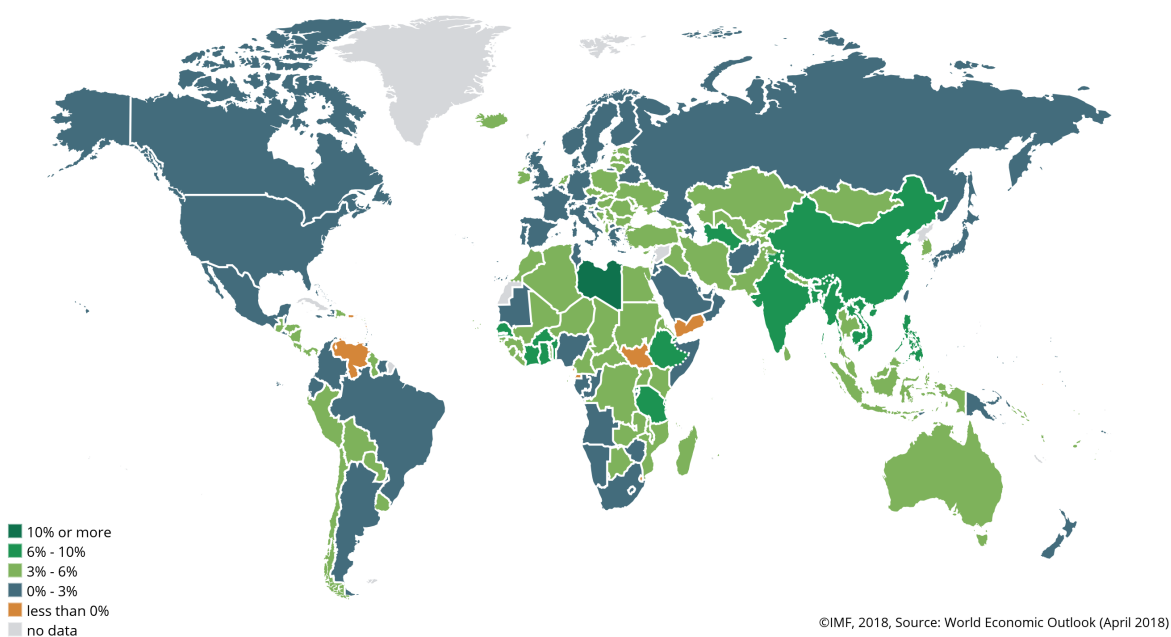 10% or more
6% - 10%
3% - 6%
0% - 3%
less than 0%
no data
©IMF, 2018, Source: World Economic Outlook (April 2018)